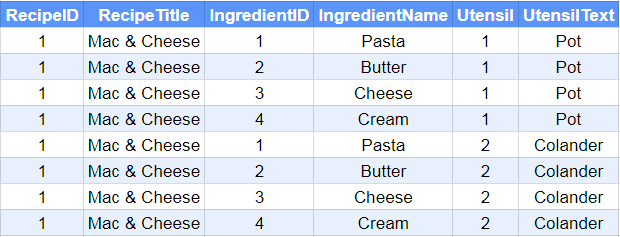 RecipeID RecipeTitle IngredientID IngredientName Utensil UtensilText
1 Mac & Cheese 1 Pasta 1 Pot
1 Mac & Cheese 2 Butter 1 Pot
1 Mac & Cheese 3 Cheese 1 Pot
1 Mac & Cheese 4 Cream 1 Pot
1 Mac & Cheese 1 Pasta 2 Colander
1 Mac & Cheese 2 Butter 2 Colander
1 Mac & Cheese 3 Cheese 2 Colander
1 Mac & Cheese 4 Cream 2 Colander